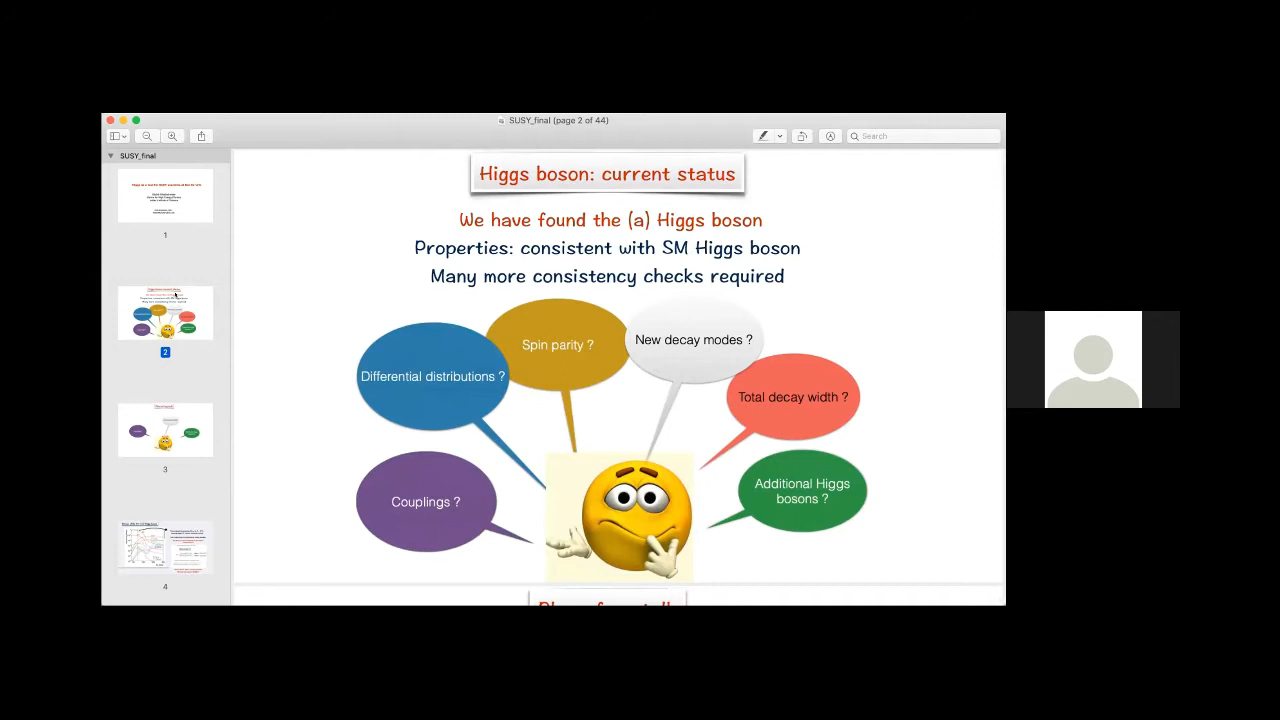 SUSY_final (page 2 of 44)
Search
SUSY_final
1
2
3
4
Higgs boson: current status
We have found the (a) Higgs boson
Properties: consistent with SM Higgs boson
Many more consistency checks required
Differential distributions ?
Spin parity ?
New decay modes ?
Total decay width ?
Couplings ?
Additional Higgs
bosons ?